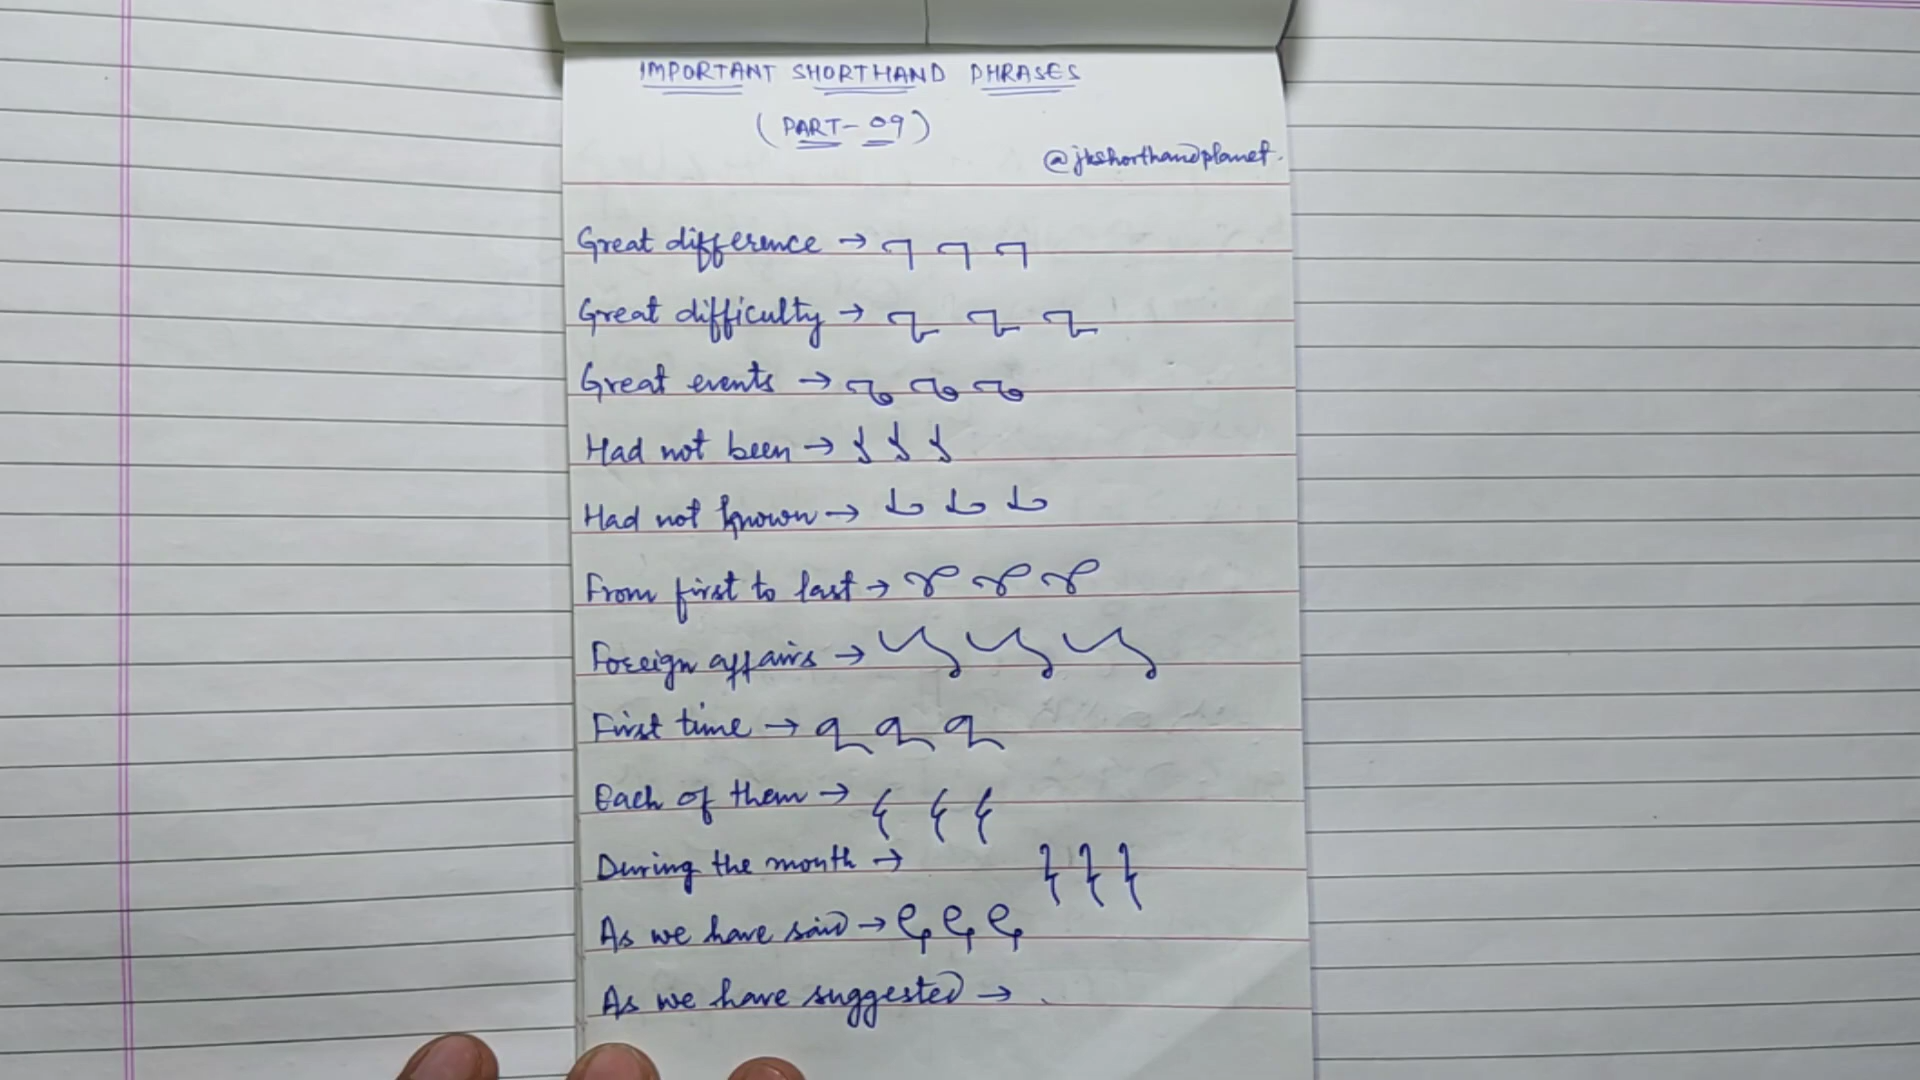 IMPORTANT SHORTHAND PHRASES
(PART-09)
@jkshorthandplanet.
Great difference →
Great difficulty →
Great events →
Had not been →
Had not known →
From first to last →
Foreign affairs →
First time →
Each of them →
During the month →
As we have said →
As we have suggested →